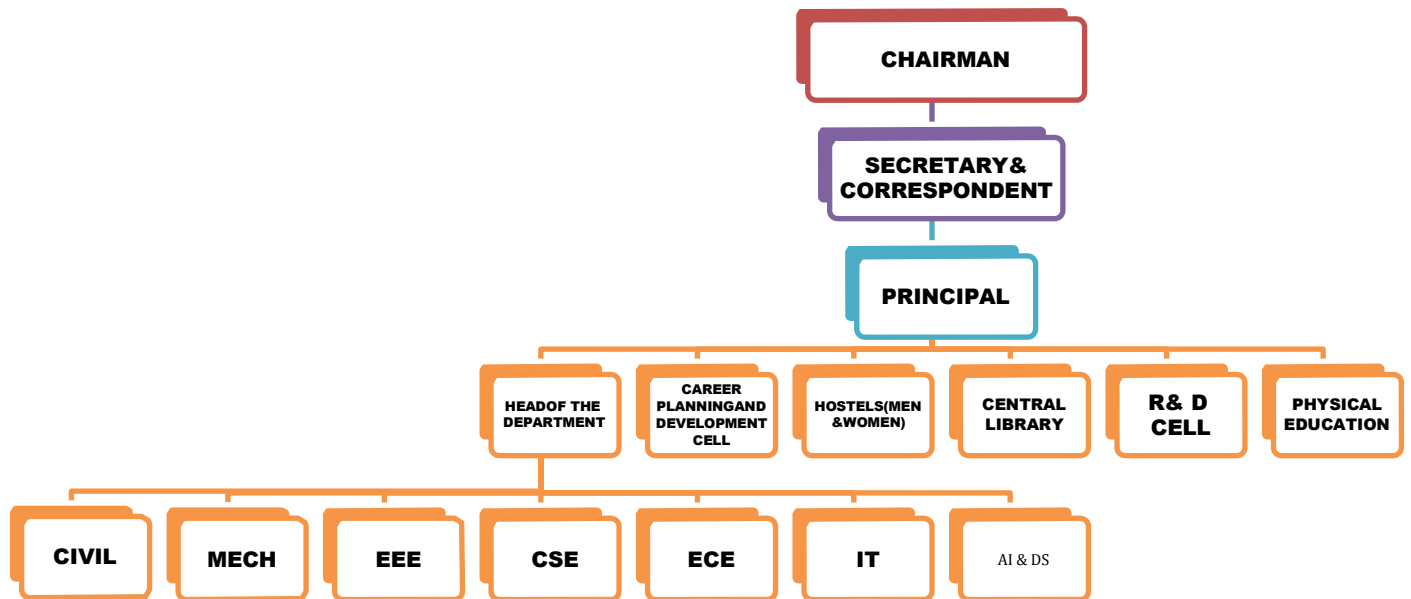 CHAIRMAN
SECRETARY&
CORRESPONDENT
PRINCIPAL
HEADOF THE
DEPARTMENT
CAREER
PLANNINGAND
DEVELOPMENT
CELL
HOSTELS(MEN
&WOMEN)
CENTRAL
LIBRARY
R& D
CELL
PHYSICAL
EDUCATION
CIVIL
MECH
EEE
CSE
ECE
IT
AI & DS